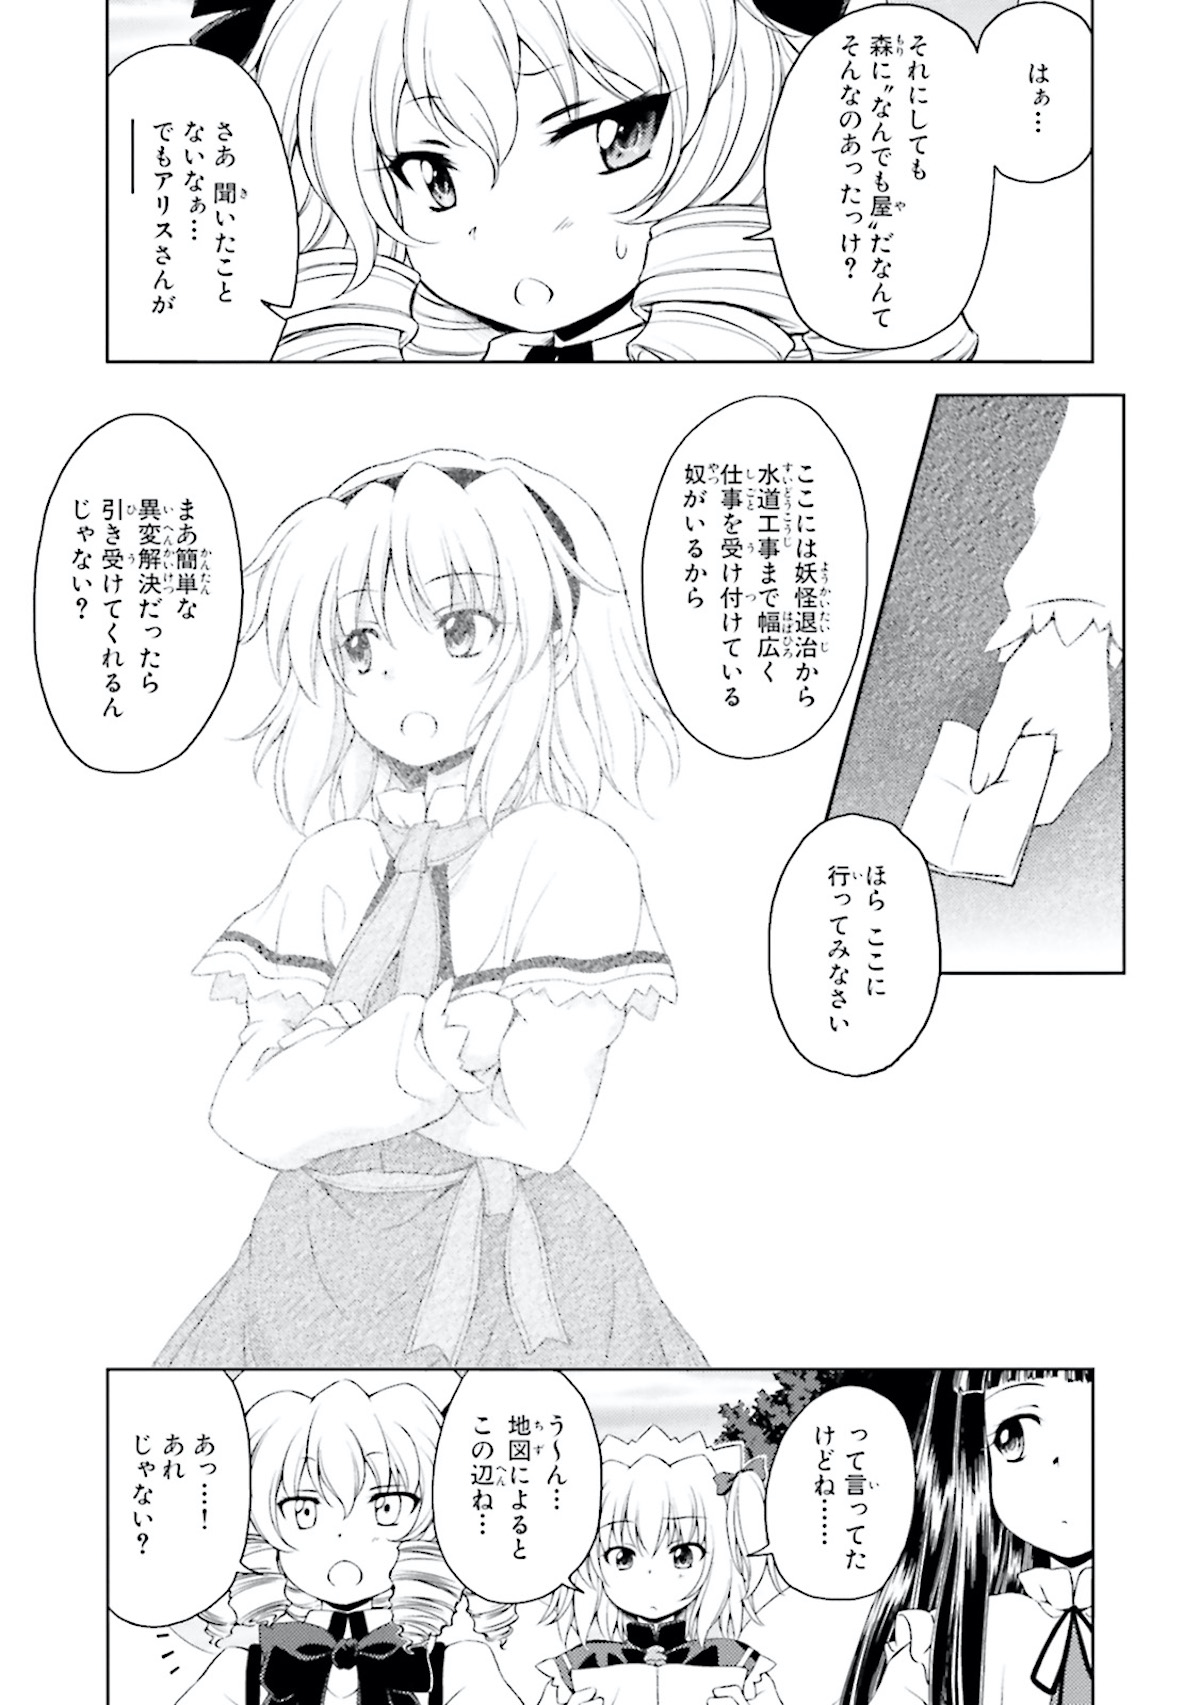 はぁ…
それにしても
森に〝なんでも屋〟だなんて
そんなのあったっけ?
さあ 聞いたこと
ないなぁ…
でもアリスさんが
――
ほら ここに
行ってみなさい
ここには妖怪退治から
水道工事まで幅広く
仕事を受け付けている
奴がいるから
まあ簡単な
異変解決だったら
引き受けてくれるん
じゃない?
って言ってた
けどね……
う～ん…
地図によると
この辺ね…
あっ…!
あれ
じゃない?